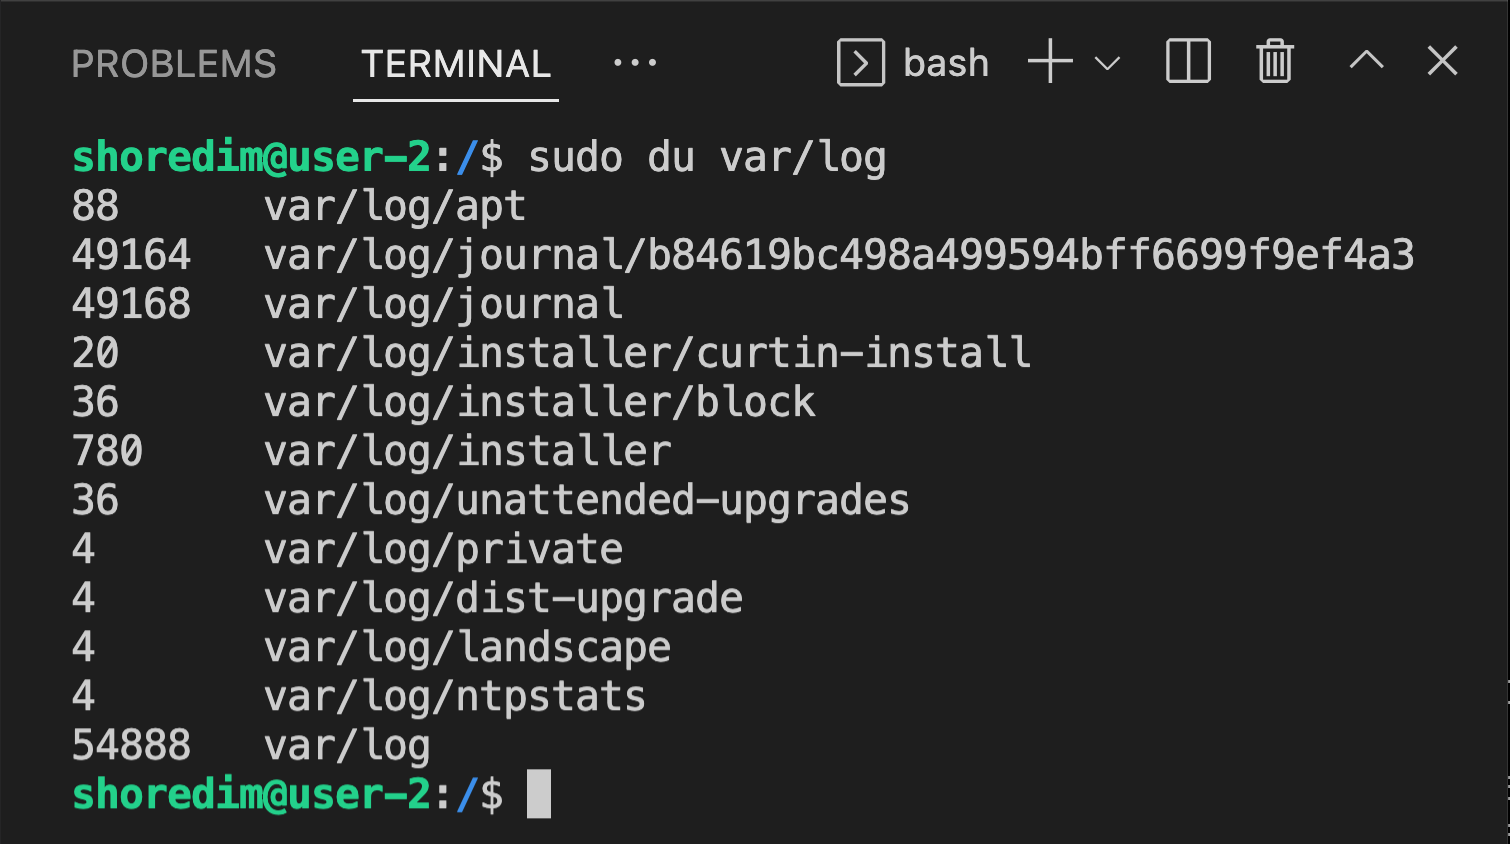 PROBLEMS TERMINAL ··· bash
shoredim@user-2:/$ sudo du var/log
88 var/log/apt
49164 var/log/journal/b84619bc498a499594bff6699f9ef4a3
49168 var/log/journal
20 var/log/installer/curtin-install
36 var/log/installer/block
780 var/log/installer
36 var/log/unattended-upgrades
4 var/log/private
4 var/log/dist-upgrade
4 var/log/landscape
4 var/log/ntpstats
54888 var/log
shoredim@user-2:/$